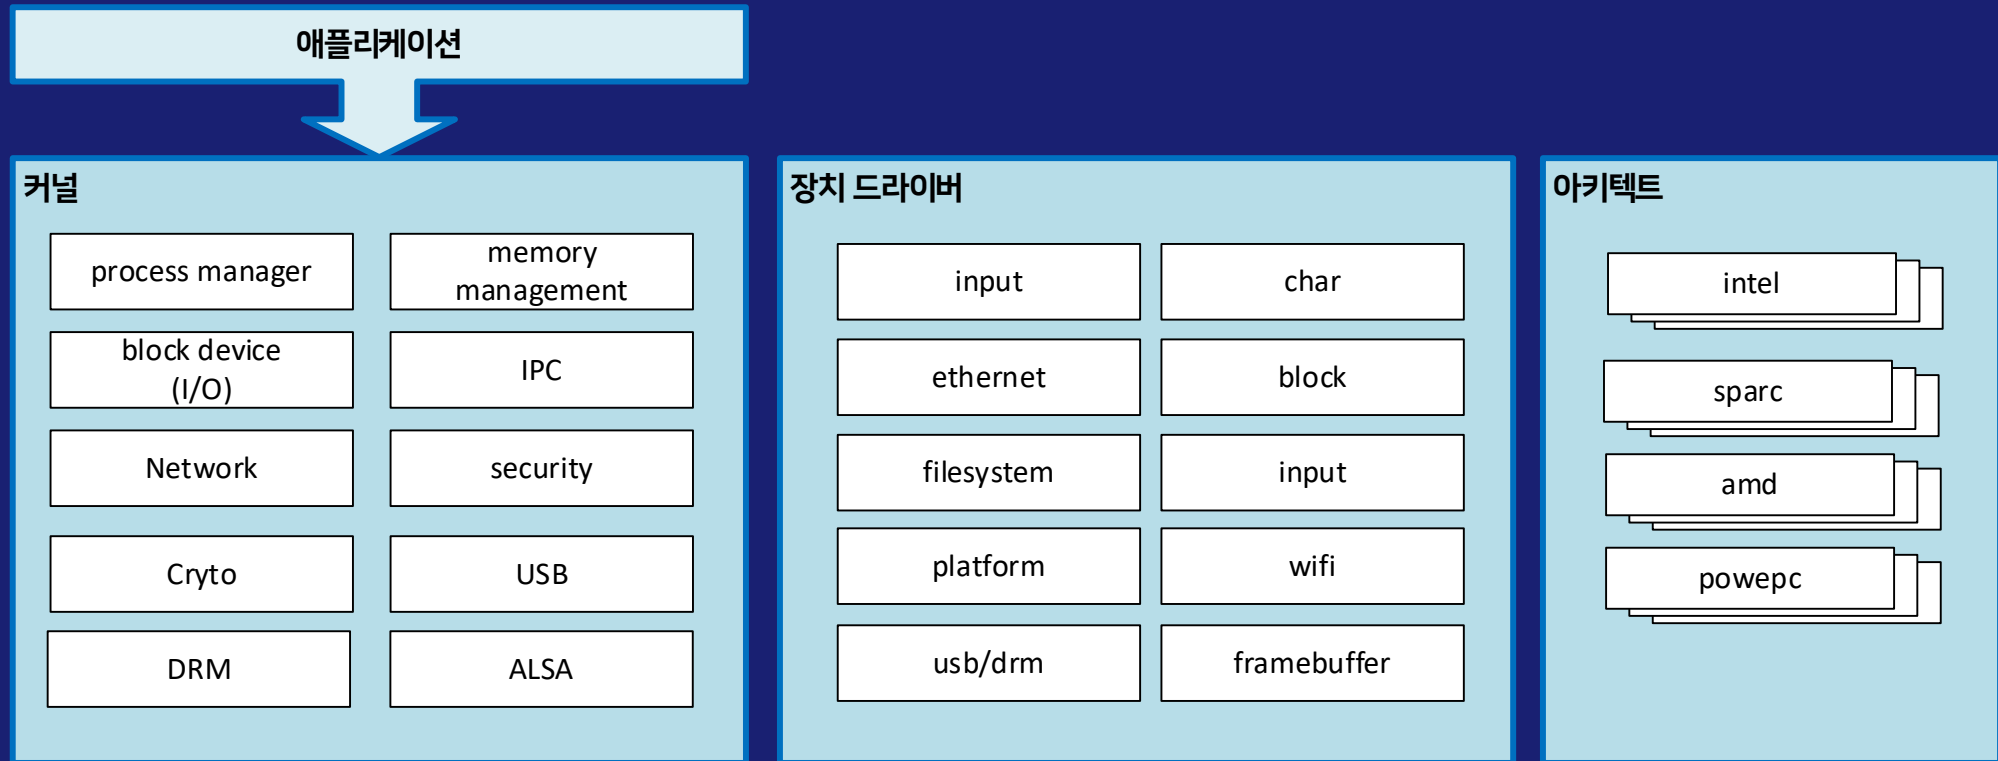 애플리케이션
커널
process manager
memory
management
block device
(I/O)
IPC
Network
security
Cryto
USB
DRM
ALSA
장치 드라이버
input
char
ethernet
block
filesystem
input
platform
wifi
usb/drm
framebuffer
아키텍트
intel
sparc
amd
powepc